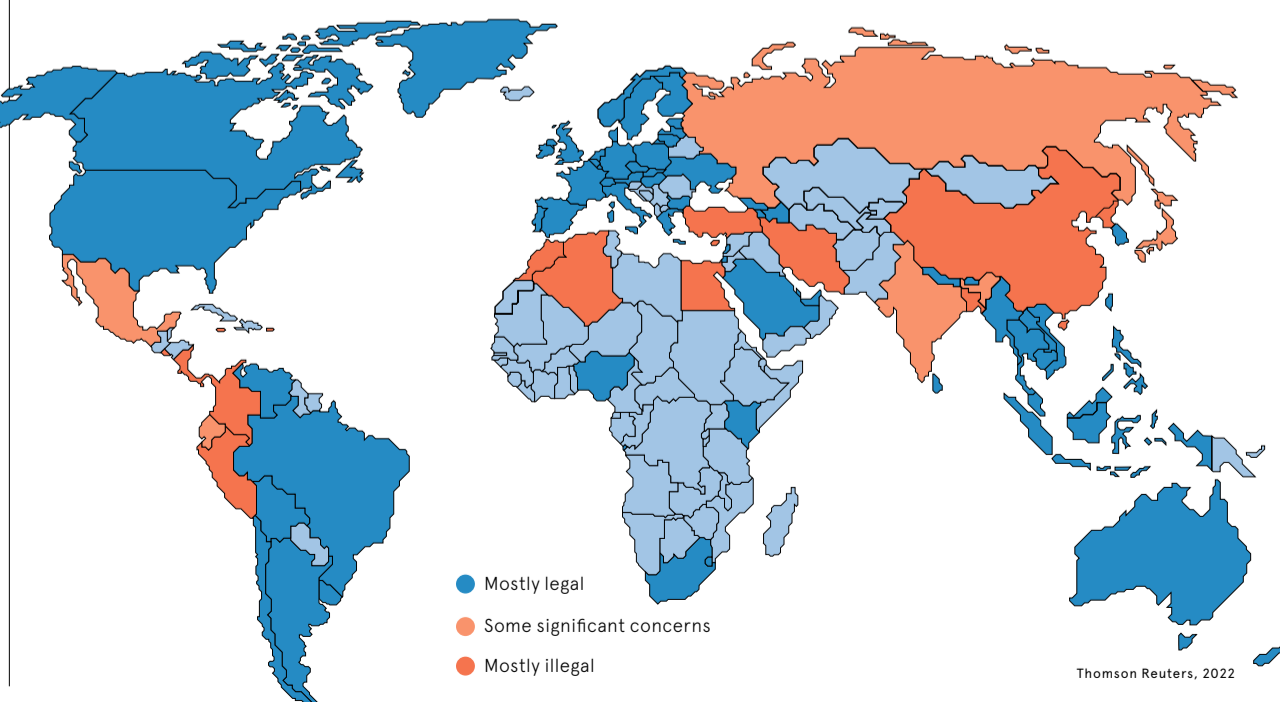 Mostly legal
Some significant concerns
Mostly illegal
Thomson Reuters, 2022